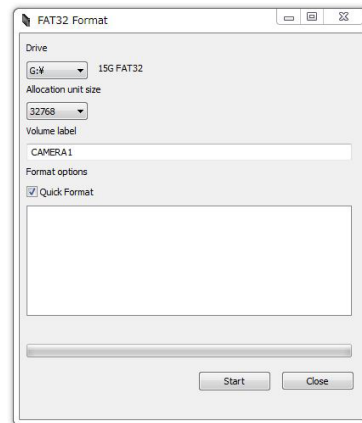 FAT32 Format
Drive
G:¥ 15G FAT32
Allocation unit size
32768
Volume label
CAMERA1
Format options
Quick Format
Start Close